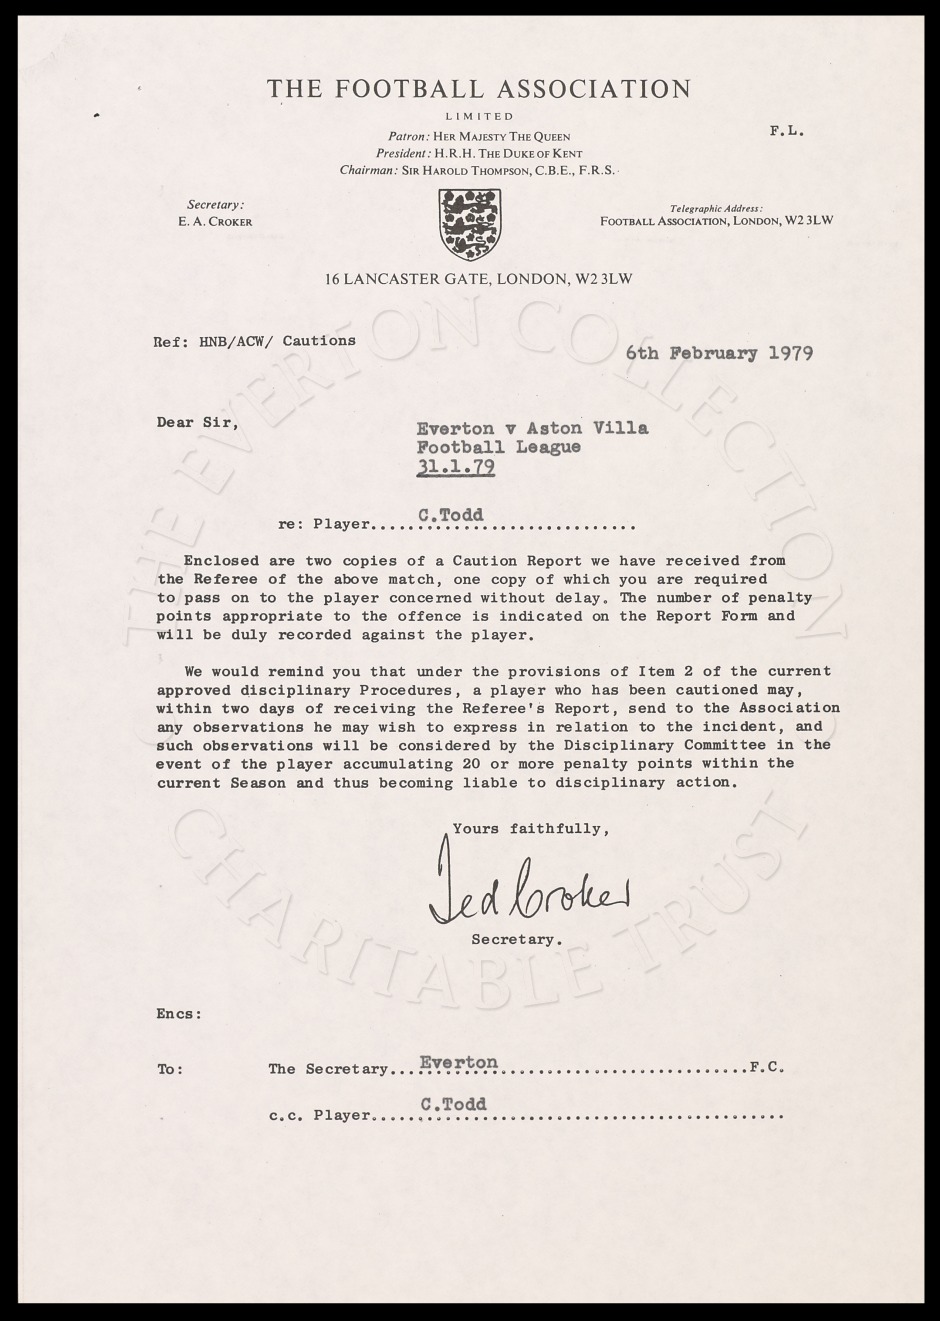 THE FOOTBALL ASSOCIATION
LIMITED
Patron: HER MAJESTY THE QUEEN
F.L.
President: H.R.H. THE DUKE OF KENT
Chairman: SIR HAROLD THOMPSON, C.B.E., F.R.S.
Secretary:
E. A. CROKER
Telegraphic Address:
FOOTBALL ASSOCIATION, LONDON, W2 3LW
16 LANCASTER GATE, LONDON, W2 3LW
Ref: HNB/ACW/ Cautions
6th February 1979
Dear Sir,
Everton v Aston Villa
Football League
31.1.79
re: Player.....C.Todd.............................
Enclosed are two copies of a Caution Report we have received from
the Referee of the above match, one copy of which you are required
to pass on to the player concerned without delay. The number of penalty
points appropriate to the offence is indicated on the Report Form and
will be duly recorded against the player.
We would remind you that under the provisions of Item 2 of the current
approved disciplinary Procedures, a player who has been cautioned may,
within two days of receiving the Referee's Report, send to the Association
any observations he may wish to express in relation to the incident, and
such observations will be considered by the Disciplinary Committee in the
event of the player accumulating 20 or more penalty points within the
current Season and thus becoming liable to disciplinary action.
Yours faithfully,
Ted Croker
Secretary.
Encs:
To: The Secretary...Everton...........................F.C.
c.c. Player.....C.Todd........................................
THE EVERTON COLLECTION
CHARITABLE TRUST